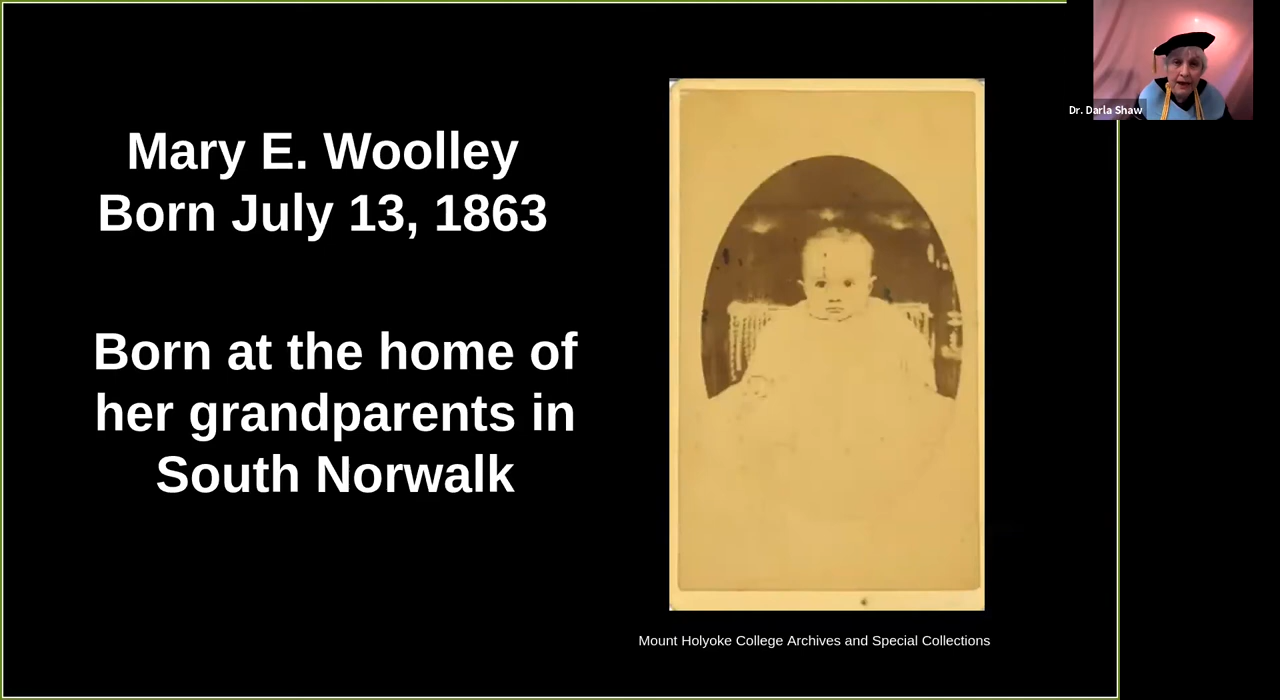 Mary E. Woolley
Born July 13, 1863
Born at the home of
her grandparents in
South Norwalk
Mount Holyoke College Archives and Special Collections
Dr. Darla Shaw